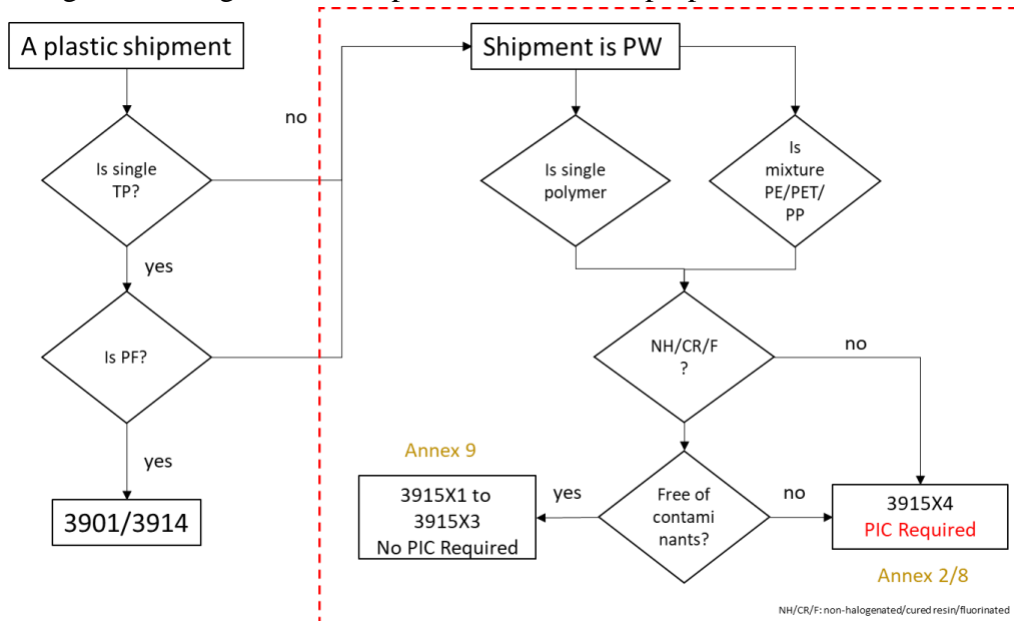 A plastic shipment
Shipment is PW
no
Is single
TP?
Is single
polymer
Is
mixture
PE/PET/
PP
yes
Is PF?
NH/CR/F
?
no
yes
Annex 9
3901/3914
3915X1 to
3915X3
No PIC Required
yes
Free of
contami
nants?
no
3915X4
PIC Required
Annex 2/8
NH/CR/F: non-halogenated/cured resin/fluorinated